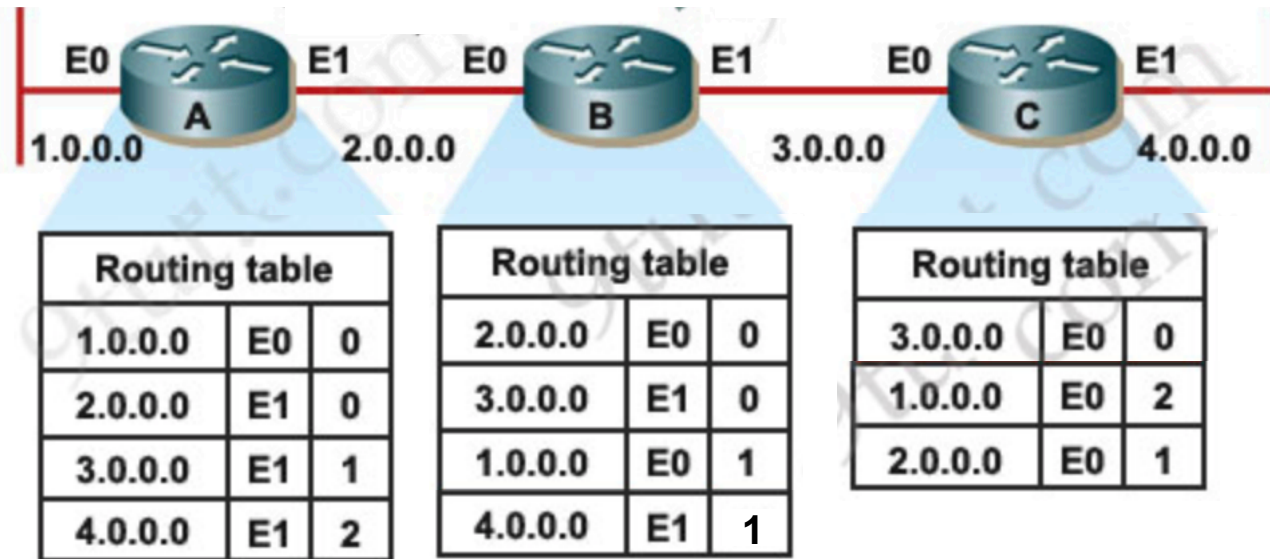 E0 E1 E0 E1 E0 E1
A B C
1.0.0.0 2.0.0.0 3.0.0.0 4.0.0.0
Routing table
1.0.0.0 E0 0
2.0.0.0 E1 0
3.0.0.0 E1 1
4.0.0.0 E1 2
Routing table
2.0.0.0 E0 0
3.0.0.0 E1 0
1.0.0.0 E0 1
4.0.0.0 E1 1
Routing table
3.0.0.0 E0 0
1.0.0.0 E0 2
2.0.0.0 E0 1